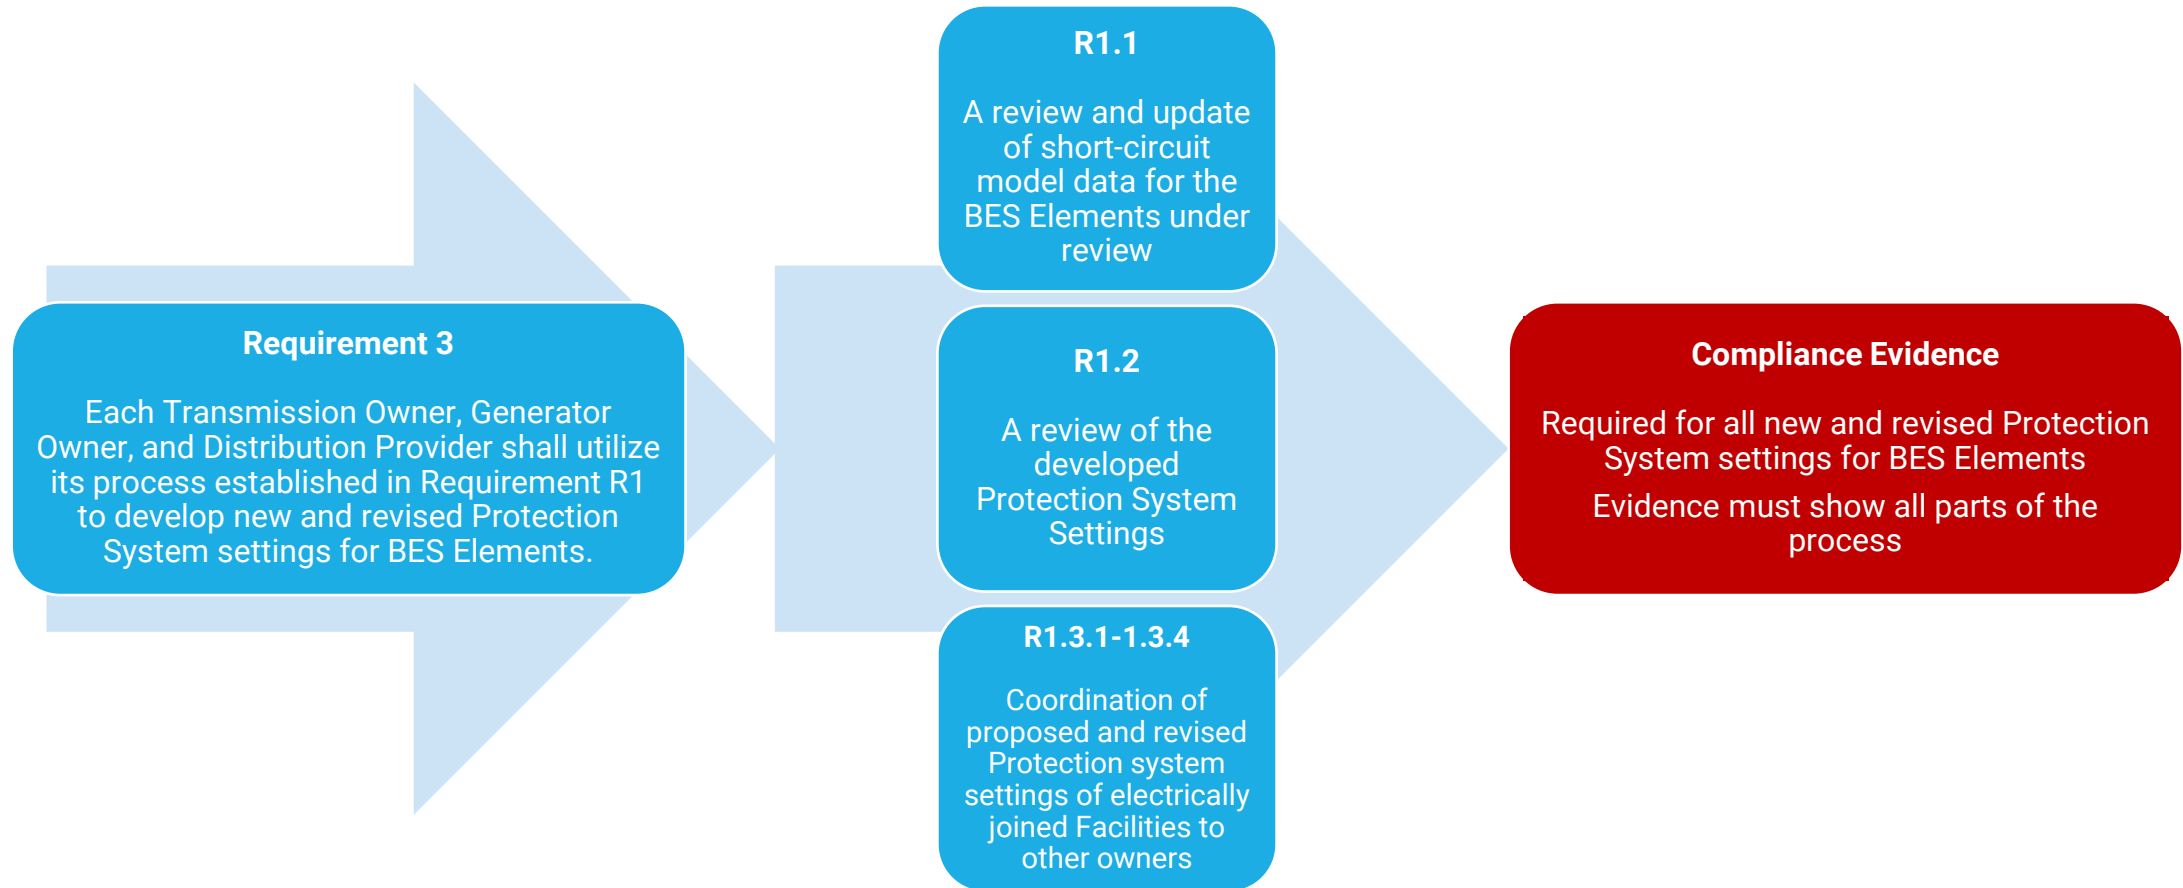 Requirement 3
Each Transmission Owner, Generator
Owner, and Distribution Provider shall utilize
its process established in Requirement R1
to develop new and revised Protection
System settings for BES Elements.
R1.1
A review and update
of short-circuit
model data for the
BES Elements under
review
R1.2
A review of the
developed
Protection System
Settings
R1.3.1-1.3.4
Coordination of
proposed and revised
Protection system
settings of electrically
joined Facilities to
other owners
Compliance Evidence
Required for all new and revised Protection
System settings for BES Elements
Evidence must show all parts of the
process